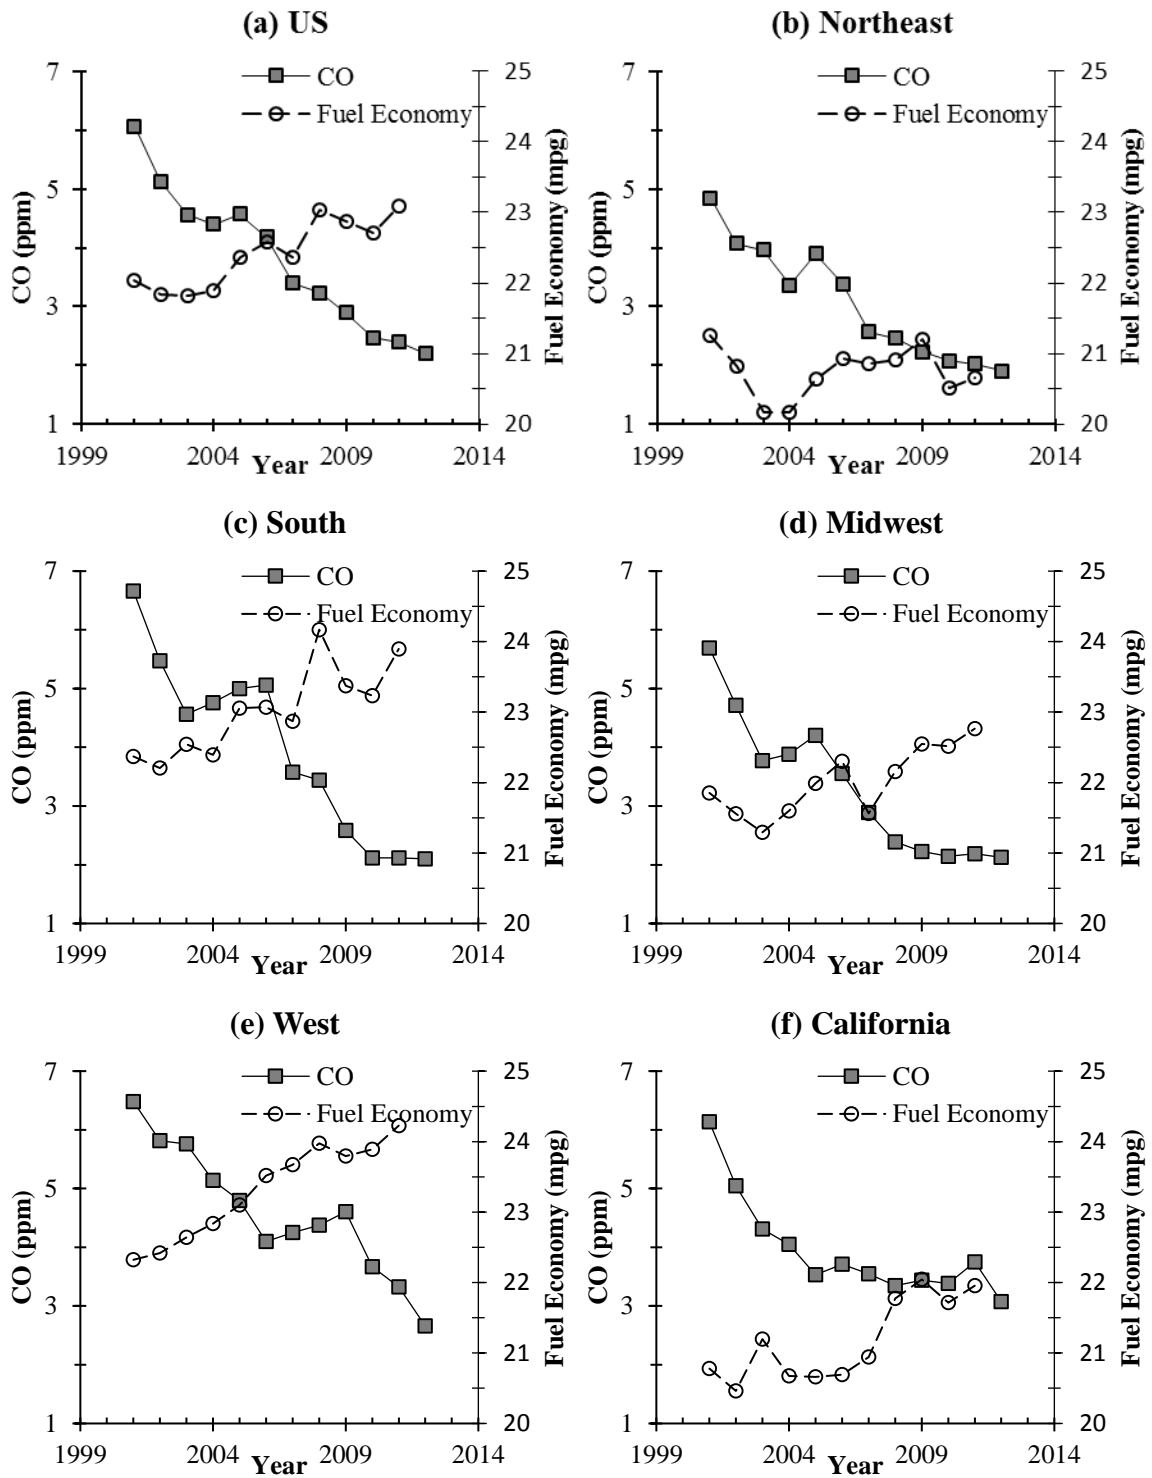 (a) US
CO
Fuel Economy
7
5
3
1
CO (ppm)
25
24
23
22
21
20
Fuel Economy (mpg)
1999
2004
2009
2014
Year
(b) Northeast
CO
Fuel Economy
7
5
3
1
CO (ppm)
25
24
23
22
21
20
Fuel Economy (mpg)
1999
2004
2009
2014
Year
(c) South
CO
Fuel Economy
7
5
3
1
CO (ppm)
25
24
23
22
21
20
Fuel Economy (mpg)
1999
2004
2009
2014
Year
(d) Midwest
CO
Fuel Economy
7
5
3
1
CO (ppm)
25
24
23
22
21
20
Fuel Economy (mpg)
1999
2004
2009
2014
Year
(e) West
CO
Fuel Economy
7
5
3
1
CO (ppm)
25
24
23
22
21
20
Fuel Economy (mpg)
1999
2004
2009
2014
Year
(f) California
CO
Fuel Economy
7
5
3
1
CO (ppm)
25
24
23
22
21
20
Fuel Economy (mpg)
1999
2004
2009
2014
Year